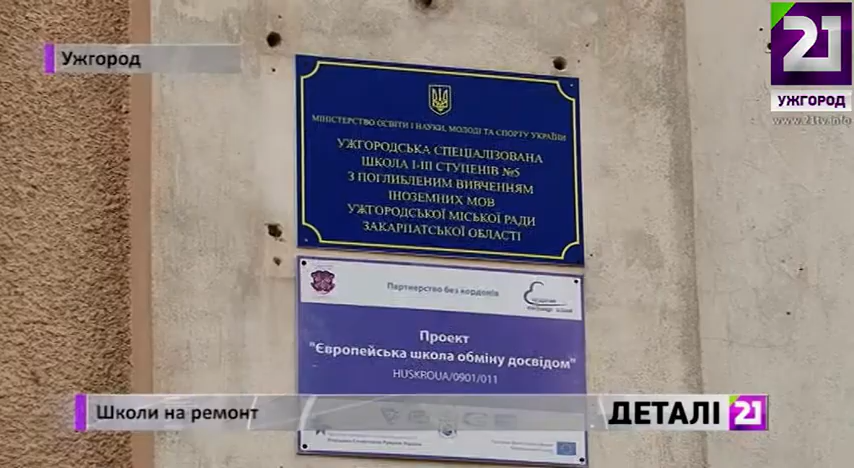 Ужгород
21
УЖГОРОД
www.21tv.info
МІНІСТЕРСТВО ОСВІТИ І НАУКИ, МОЛОДІ ТА СПОРТУ УКРАЇНИ
УЖГОРОДСЬКА СПЕЦІАЛІЗОВАНА
ШКОЛА І-ІІІ СТУПЕНІВ №5
З ПОГЛИБЛЕНИМ ВИВЧЕННЯМ
ІНОЗЕМНИХ МОВ
УЖГОРОДСЬКОЇ МІСЬКОЇ РАДИ
ЗАКАРПАТСЬКОЇ ОБЛАСТІ
Партнерство без кордонів
Проект
"Європейська школа обміну досвідом"
HUSKROUA/0901/011
Школи на ремонт
ДЕТАЛІ 21